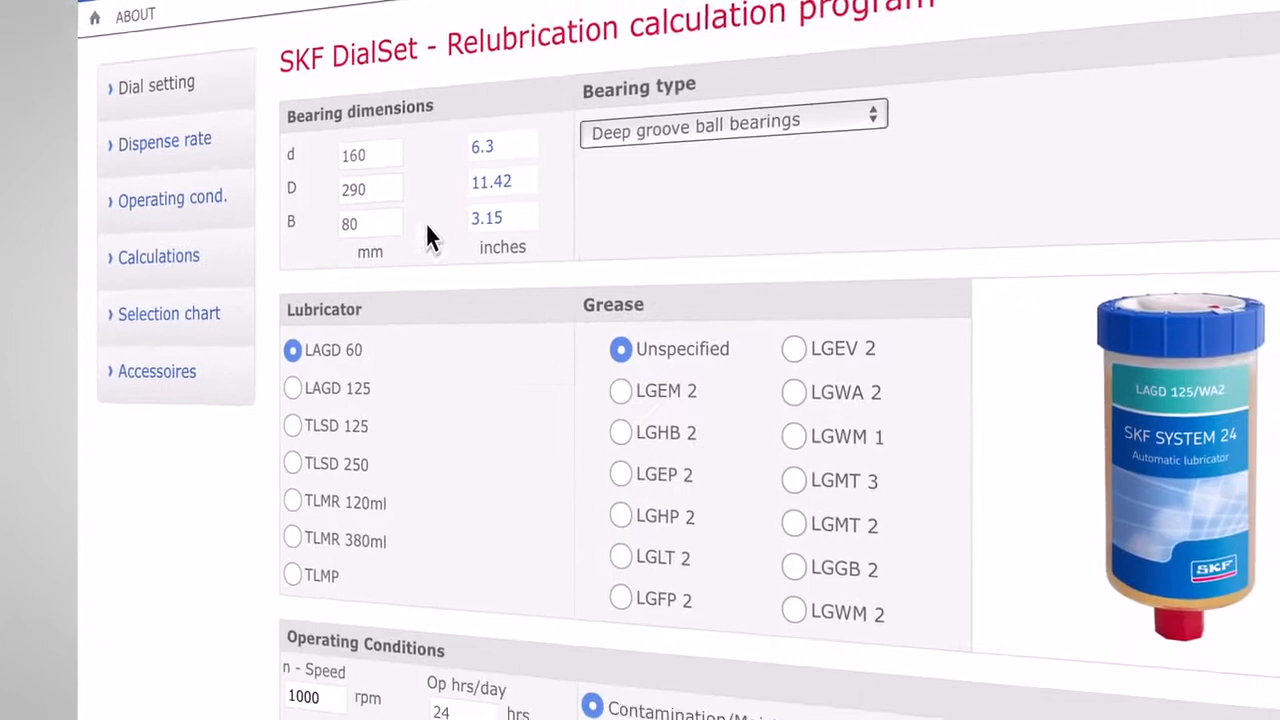 ABOUT
SKF DialSet - Relubrication calculation program
› Dial setting
› Dispense rate
› Operating cond.
› Calculations
› Selection chart
› Accessoires
Bearing dimensions
d 160 6.3
D 290 11.42
B 80 3.15
mm inches
Bearing type
Deep groove ball bearings
Lubricator
LAGD 60
LAGD 125
TLSD 125
TLSD 250
TLMR 120ml
TLMR 380ml
TLMP
Grease
Unspecified
LGEM 2
LGHB 2
LGEP 2
LGHP 2
LGLT 2
LGFP 2
LGEV 2
LGWA 2
LGWM 1
LGMT 3
LGMT 2
LGGB 2
LGWM 2
LAGD 125/WA2
SKF SYSTEM 24
Automatic lubricator
SKF
Operating Conditions
n - Speed
1000 rpm
Op hrs/day
24 hrs